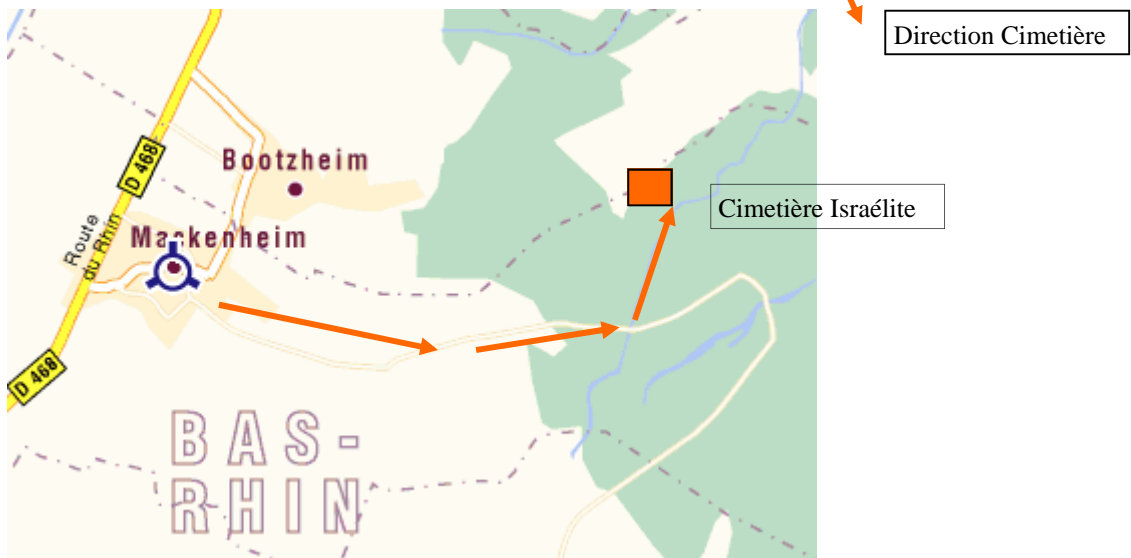 Direction Cimetière
D 468
Bootzheim
Cimetière Israélite
Route
du Rhin
Mackenheim
D 468
BAS-
RHIN